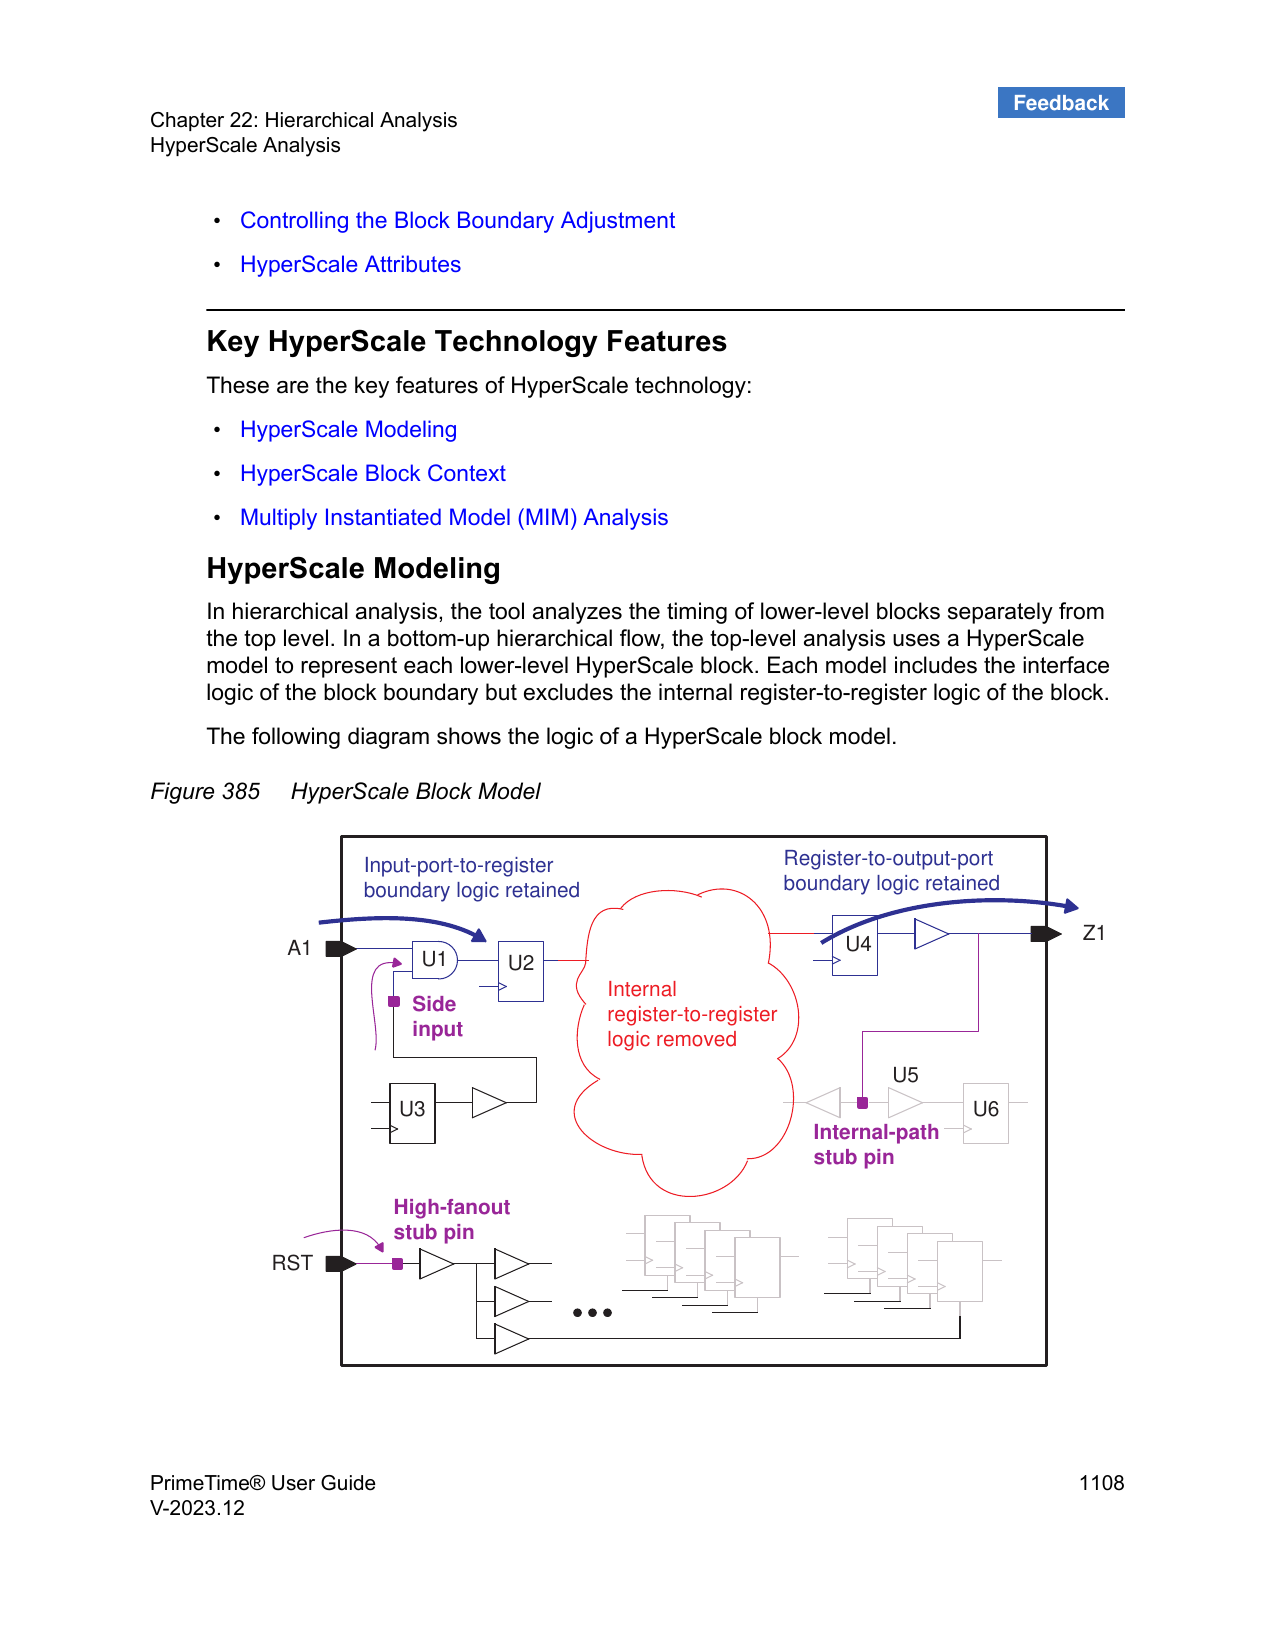 Feedback
Chapter 22: Hierarchical Analysis
HyperScale Analysis
• Controlling the Block Boundary Adjustment
• HyperScale Attributes
Key HyperScale Technology Features
These are the key features of HyperScale technology:
• HyperScale Modeling
• HyperScale Block Context
• Multiply Instantiated Model (MIM) Analysis
HyperScale Modeling
In hierarchical analysis, the tool analyzes the timing of lower-level blocks separately from
the top level. In a bottom-up hierarchical flow, the top-level analysis uses a HyperScale
model to represent each lower-level HyperScale block. Each model includes the interface
logic of the block boundary but excludes the internal register-to-register logic of the block.
The following diagram shows the logic of a HyperScale block model.
Figure 385 HyperScale Block Model
Input-port-to-register
boundary logic retained
Register-to-output-port
boundary logic retained
A1
U1
U2
U4
Z1
Side
input
Internal
register-to-register
logic removed
U3
U5
U6
Internal-path
stub pin
High-fanout
stub pin
RST
PrimeTime® User Guide
V-2023.12
1108